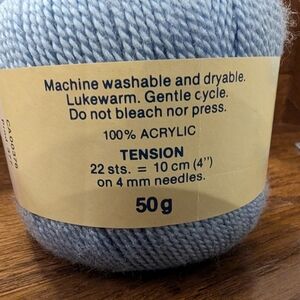 Machine washable and dryable.
Lukewarm. Gentle cycle.
Do not bleach nor press.
100% ACRYLIC
TENSION
22 sts. = 10 cm (4")
on 4 mm needles.
50 g